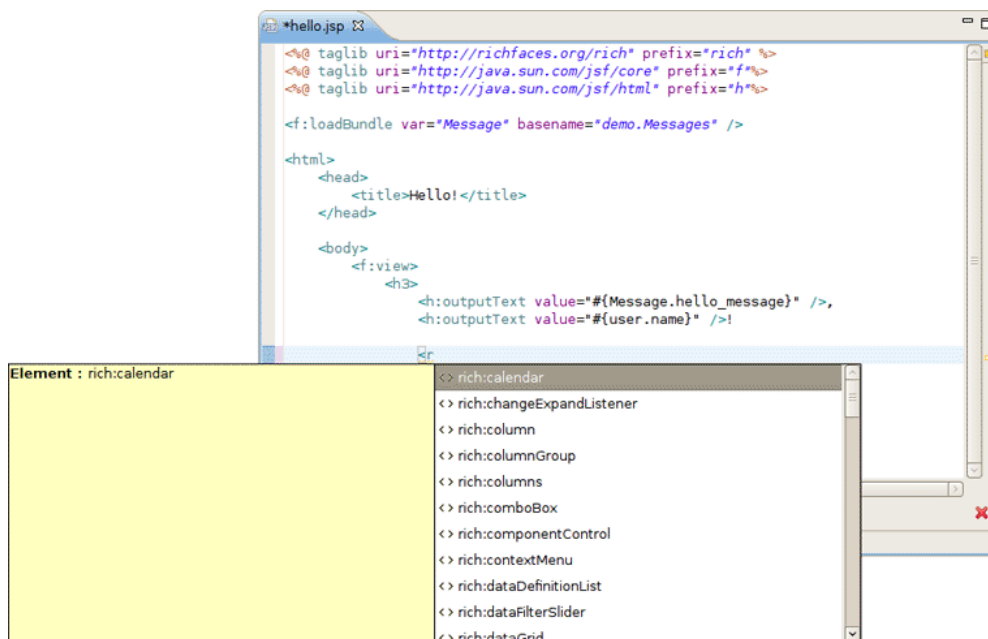 *hello.jsp
<%@ taglib uri="http://richfaces.org/rich" prefix="rich" %>
<%@ taglib uri="http://java.sun.com/jsf/core" prefix="f"%>
<%@ taglib uri="http://java.sun.com/jsf/html" prefix="h"%>
<f:loadBundle var="Message" basename="demo.Messages" />
<html>
<head>
<title>Hello!</title>
</head>
<body>
<f:view>
<h3>
<h:outputText value="#{Message.hello_message}" />,
<h:outputText value="#{user.name}" />!
<r
Element : rich:calendar
<> rich:calendar
<> rich:changeExpandListener
<> rich:column
<> rich:columnGroup
<> rich:columns
<> rich:comboBox
<> rich:componentControl
<> rich:contextMenu
<> rich:dataDefinitionList
<> rich:dataFilterSlider
<> rich:dataGrid